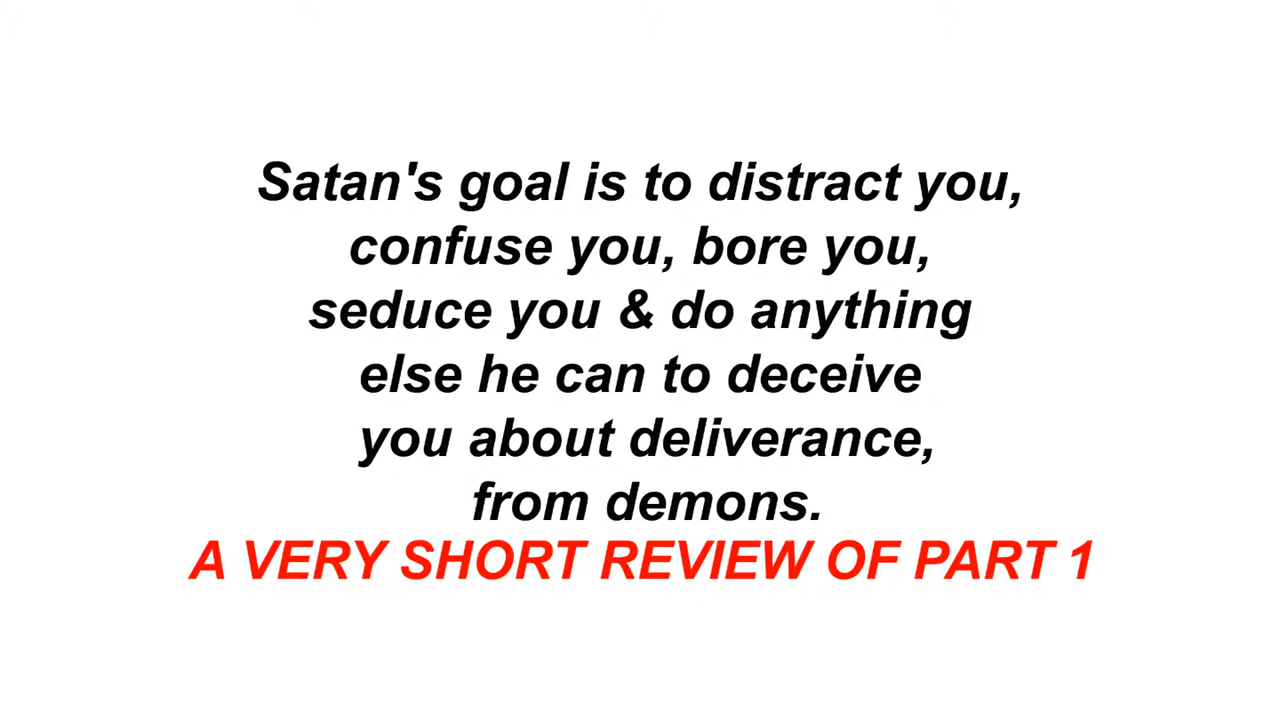 Satan's goal is to distract you,
confuse you, bore you,
seduce you & do anything
else he can to deceive
you about deliverance,
from demons.
A VERY SHORT REVIEW OF PART 1